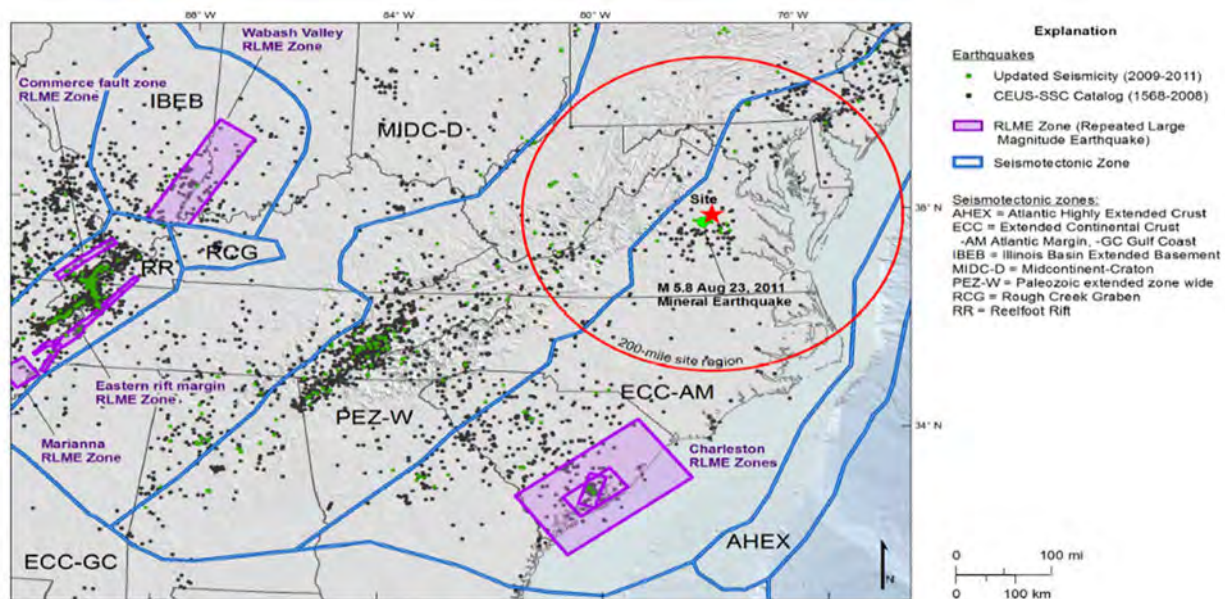 88° W
84° W
80° W
76° W
Wabash Valley
RLME Zone
Commerce fault zone
RLME Zone
IBEB
MIDC-D
Site
RCG
RR
M 5.8 Aug 23, 2011
Mineral Earthquake
200-mile site region
Eastern rift margin
RLME Zone
ECC-AM
PEZ-W
Marianna
RLME Zone
Charleston
RLME Zones
AHEX
ECC-GC
N
38° N
34° N
Explanation
Earthquakes
Updated Seismicity (2009-2011)
CEUS-SSC Catalog (1568-2008)
RLME Zone (Repeated Large
Magnitude Earthquake)
Seismotectonic Zone
Seismotectonic zones:
AHEX = Atlantic Highly Extended Crust
ECC = Extended Continental Crust
-AM Atlantic Margin, -GC Gulf Coast
IBEB = Illinois Basin Extended Basement
MIDC-D = Midcontinent-Craton
PEZ-W = Paleozoic extended zone wide
RCG = Rough Creek Graben
RR = Reelfoot Rift
0 100 mi
0 100 km